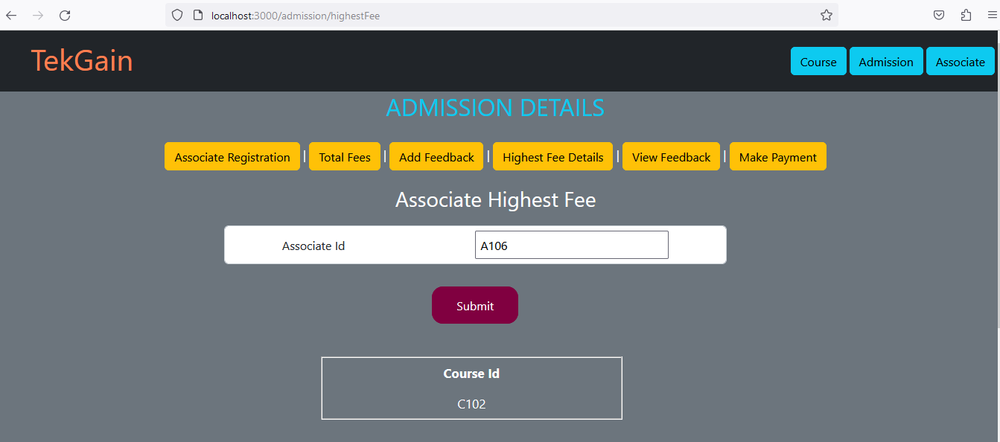 localhost:3000/admission/highestFee
TekGain
Course Admission Associate
ADMISSION DETAILS
Associate Registration | Total Fees | Add Feedback | Highest Fee Details | View Feedback | Make Payment
Associate Highest Fee
Associate Id A106
Submit
Course Id
C102